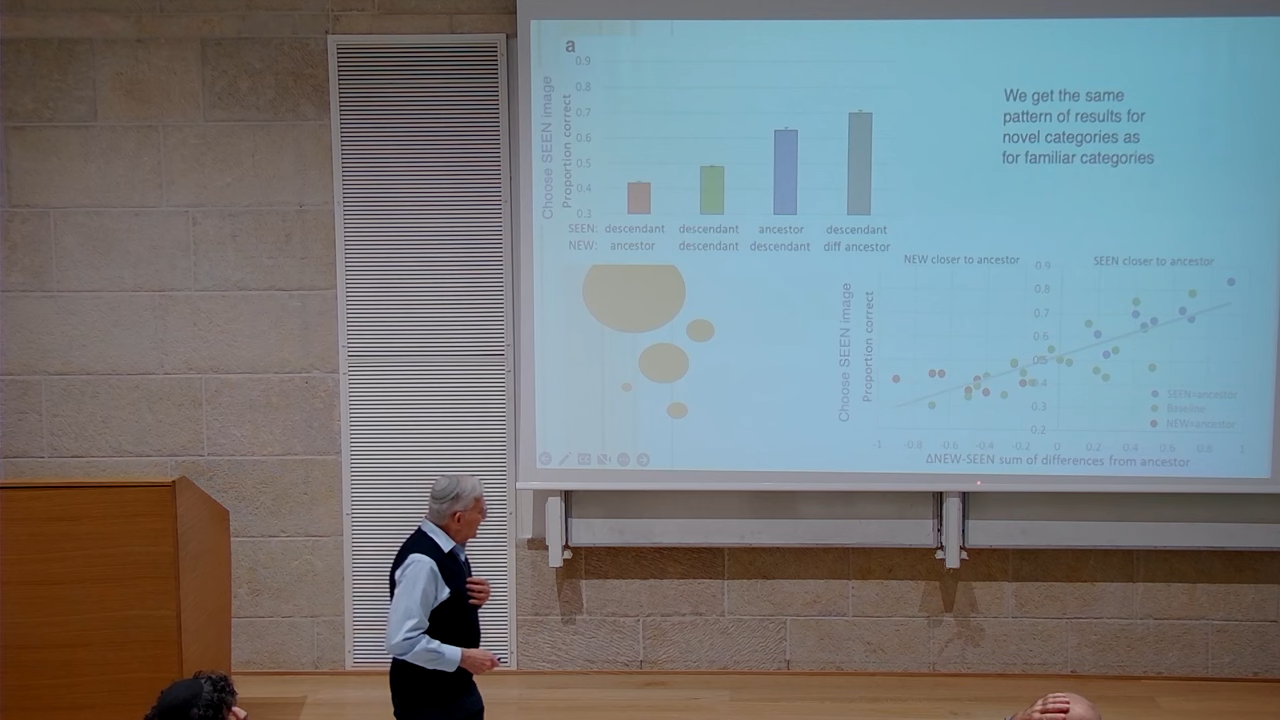 a
Choose SEEN image
Proportion correct
0.9
0.8
0.7
0.6
0.5
0.4
0.3
SEEN: descendant descendant ancestor descendant
NEW: ancestor descendant descendant diff ancestor
We get the same
pattern of results for
novel categories as
for familiar categories
NEW closer to ancestor
SEEN closer to ancestor
Choose SEEN image
Proportion correct
0.9
0.8
0.7
0.6
0.5
0.4
0.3
0.2
SEEN=ancestor
Baseline
NEW=ancestor
-1 -0.8 -0.6 -0.4 -0.2 0 0.2 0.4 0.6 0.8 1
ΔNEW-SEEN sum of differences from ancestor